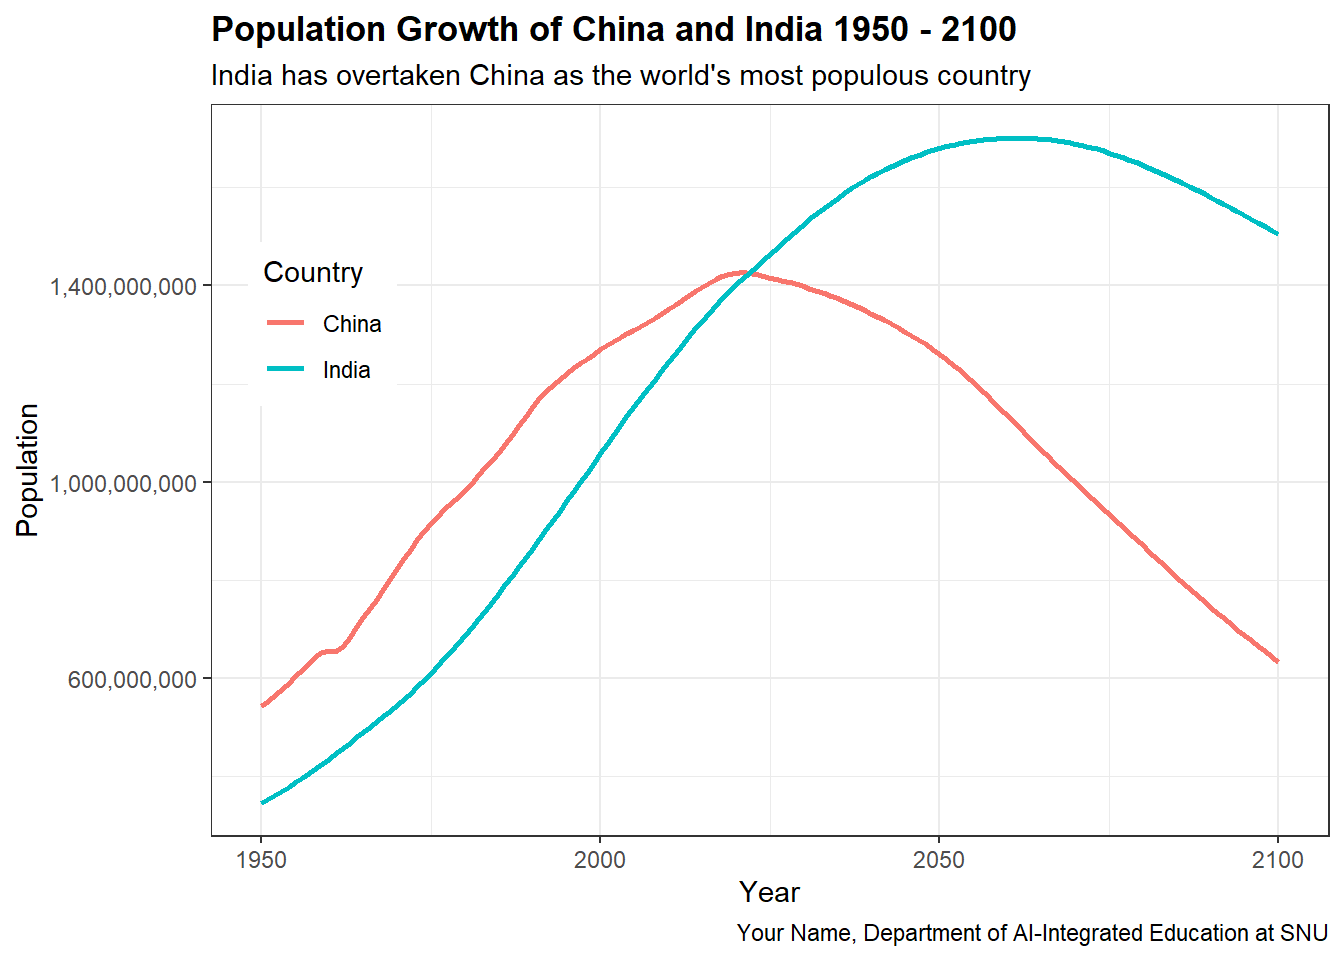 Population Growth of China and India 1950 - 2100
India has overtaken China as the world's most populous country
Population
1,400,000,000
1,000,000,000
600,000,000
Country
China
India
1950
2000
2050
2100
Year
Your Name, Department of AI-Integrated Education at SNU